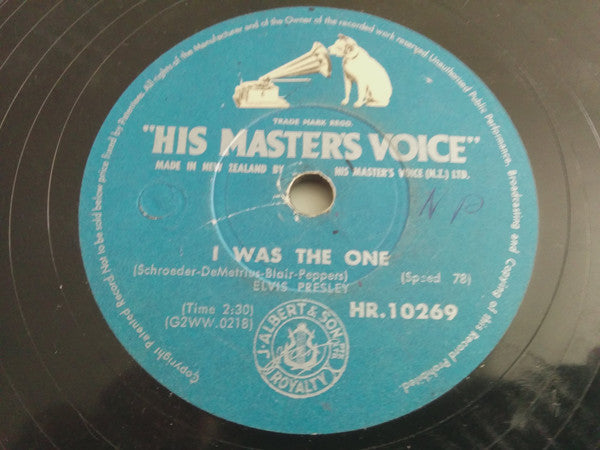 Copyright Patented Record Not to be sold below price fixed by Patentees. All rights of the Manufacturer and of the Owner of the recorded work reserved Unauthorised Public Performance, Broadcasting and Copying of this Record Prohibited
TRADE MARK REGD
"HIS MASTER'S VOICE"
MADE IN NEW ZEALAND BY HIS MASTER'S VOICE (N.Z.) LTD.
NP
I WAS THE ONE
(Schroeder-DeMetrius-Blair-Peppers) (Speed 78)
ELVIS PRESLEY
(Time 2:30) HR.10269
(G2WW.0218)
J. ALBERT & SON PTY
ROYALTY